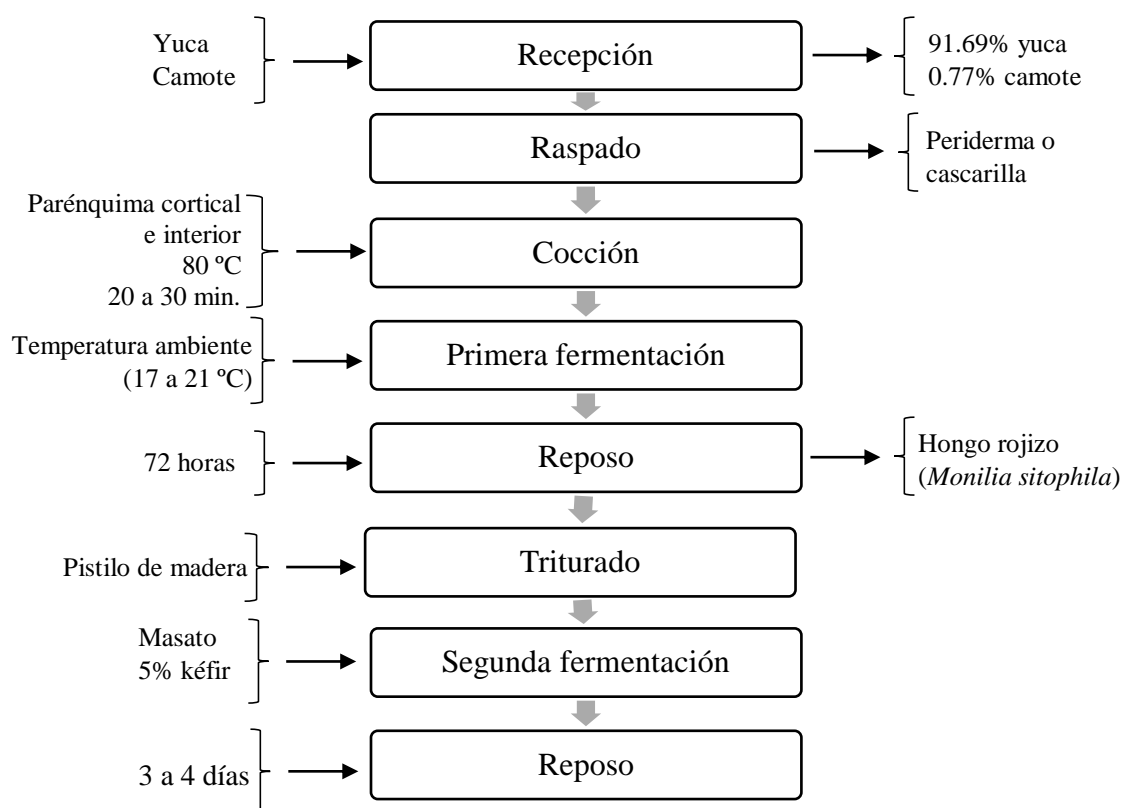 Yuca
Camote
Recepción
91.69% yuca
0.77% camote
Raspado
Periderma o
cascarilla
Parénquima cortical
e interior
80 ºC
20 a 30 min.
Cocción
Temperatura ambiente
(17 a 21 ºC)
Primera fermentación
72 horas
Reposo
Hongo rojizo
(Monilia sitophila)
Pistilo de madera
Triturado
Masato
5% kéfir
Segunda fermentación
3 a 4 días
Reposo